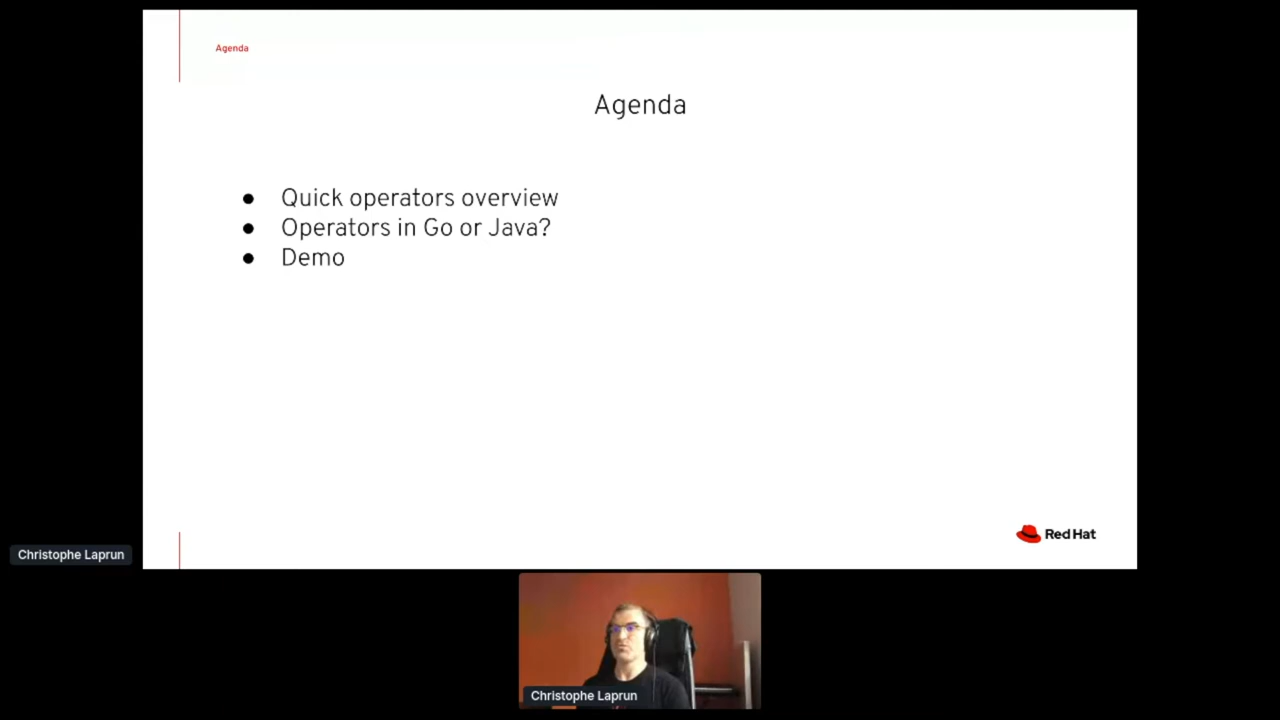 Agenda
Agenda
● Quick operators overview
● Operators in Go or Java?
● Demo
Red Hat
Christophe Laprun
Christophe Laprun